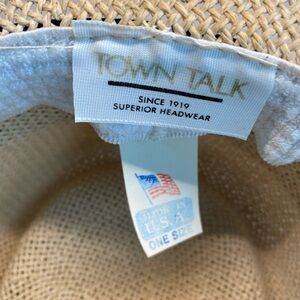 TOWN TALK
SINCE 1919
SUPERIOR HEADWEAR
MADE IN
U.S.A
ONE SIZE